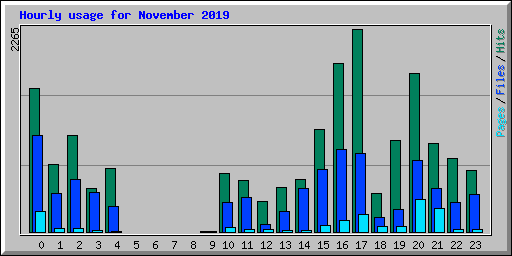 Hourly usage for November 2019
2265
Pages / Files / Hits
0 1 2 3 4 5 6 7 8 9 10 11 12 13 14 15 16 17 18 19 20 21 22 23